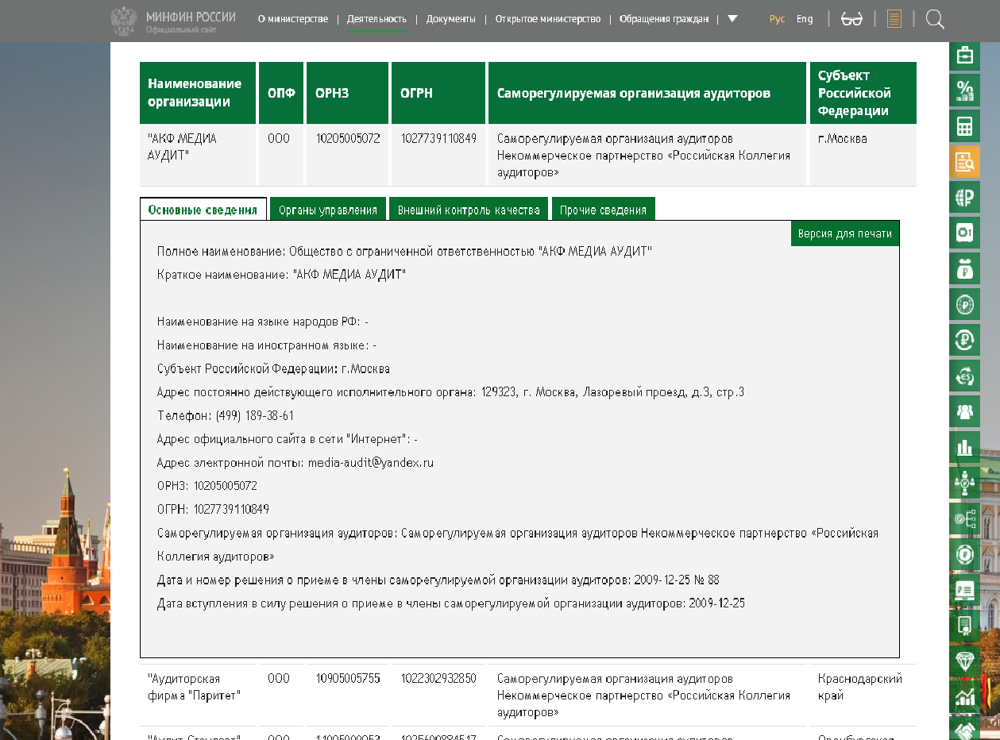 МИНФИН РОССИИ
Официальный сайт
О министерстве | Деятельность | Документы | Открытое министерство | Обращения граждан |
Рус Eng
Наименование организации ОПФ ОРНЗ ОГРН Саморегулируемая организация аудиторов Субъект Российской Федерации
"АКФ МЕДИА АУДИТ" ООО 10205005072 1027739110849 Саморегулируемая организация аудиторов Некоммерческое партнерство «Российская Коллегия аудиторов» г.Москва
Основные сведения Органы управления Внешний контроль качества Прочие сведения
Версия для печати
Полное наименование: Общество с ограниченной ответственностью "АКФ МЕДИА АУДИТ"
Краткое наименование: "АКФ МЕДИА АУДИТ"
Наименование на языке народов РФ: -
Наименование на иностранном языке: -
Субъект Российской Федерации: г.Москва
Адрес постоянно действующего исполнительного органа: 129323, г. Москва, Лазоревый проезд, д.3, стр.3
Телефон: (499) 189-38-61
Адрес официального сайта в сети "Интернет": -
Адрес электронной почты: media-audit@yandex.ru
ОРНЗ: 10205005072
ОГРН: 1027739110849
Саморегулируемая организация аудиторов: Саморегулируемая организация аудиторов Некоммерческое партнерство «Российская
Коллегия аудиторов»
Дата и номер решения о приеме в члены саморегулируемой организации аудиторов: 2009-12-25 № 88
Дата вступления в силу решения о приеме в члены саморегулируемой организации аудиторов: 2009-12-25
"Аудиторская фирма "Паритет" ООО 10905005755 1022302932850 Саморегулируемая организация аудиторов Некоммерческое партнерство «Российская Коллегия аудиторов» Краснодарский край